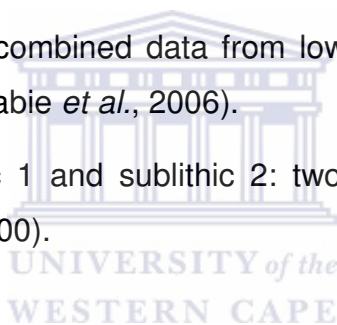 combined data from low
abie et al., 2006).
1 and sublithic 2: two
00).
UNIVERSITY of the
WESTERN CAPE